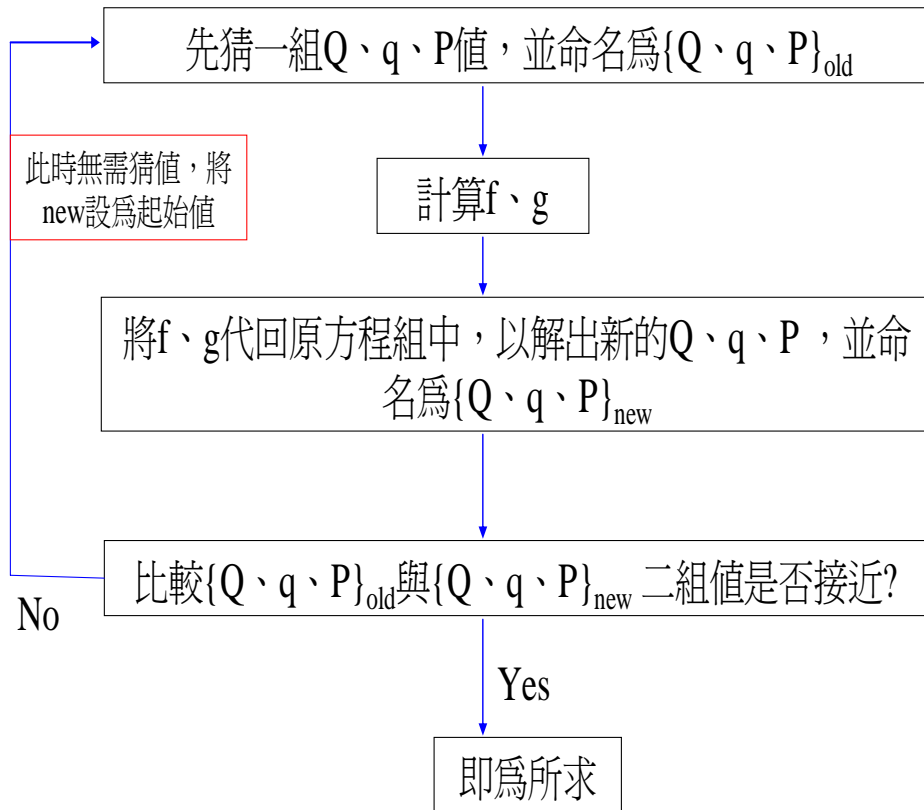 先猜一組Q、q、P值，並命名為{Q、q、P}old
此時無需猜值，將
new設為起始值
計算f、g
將f、g代回原方程組中，以解出新的Q、q、P ，並命
名為{Q、q、P}new
比較{Q、q、P}old與{Q、q、P}new 二組值是否接近?
No
Yes
即為所求